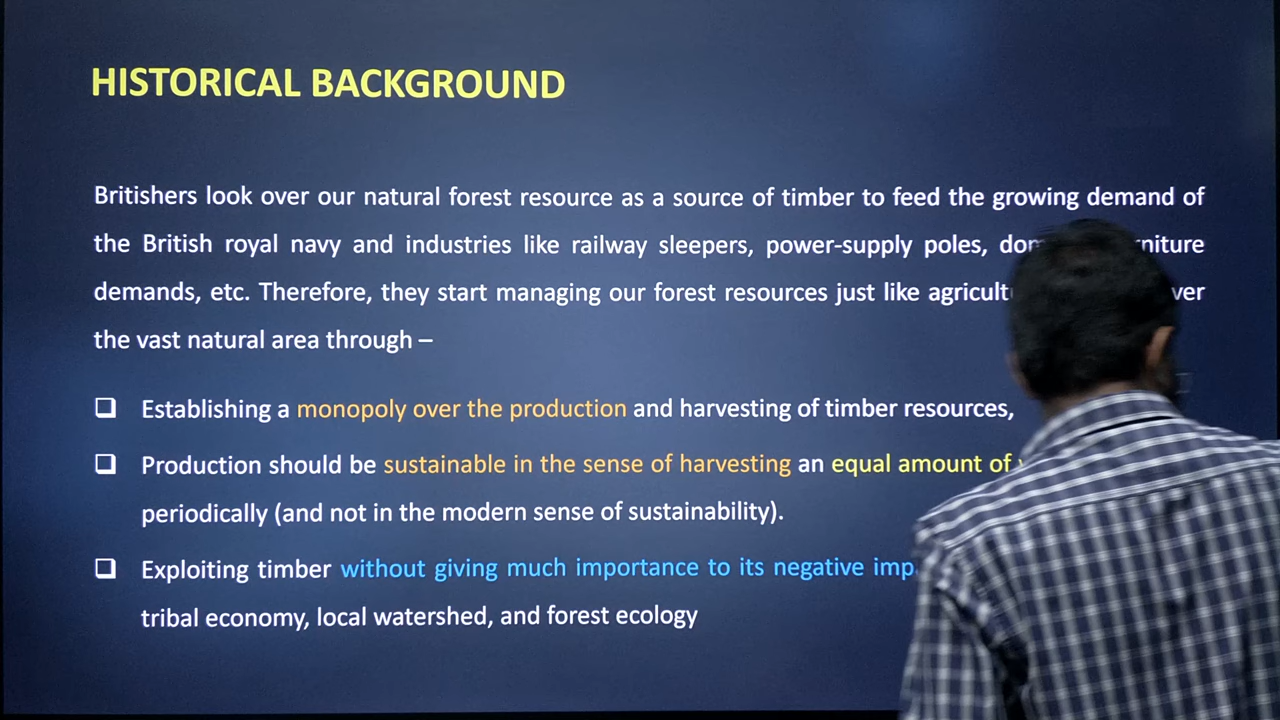 HISTORICAL BACKGROUND
Britishers look over our natural forest resource as a source of timber to feed the growing demand of
the British royal navy and industries like railway sleepers, power-supply poles,
demands, etc. Therefore, they start managing our forest resources just like
the vast natural area through –
Establishing a monopoly over the production and harvesting of timber resources,
Production should be sustainable in the sense of harvesting an equal amount of
periodically (and not in the modern sense of sustainability).
Exploiting timber without giving much importance to its negative
tribal economy, local watershed, and forest ecology